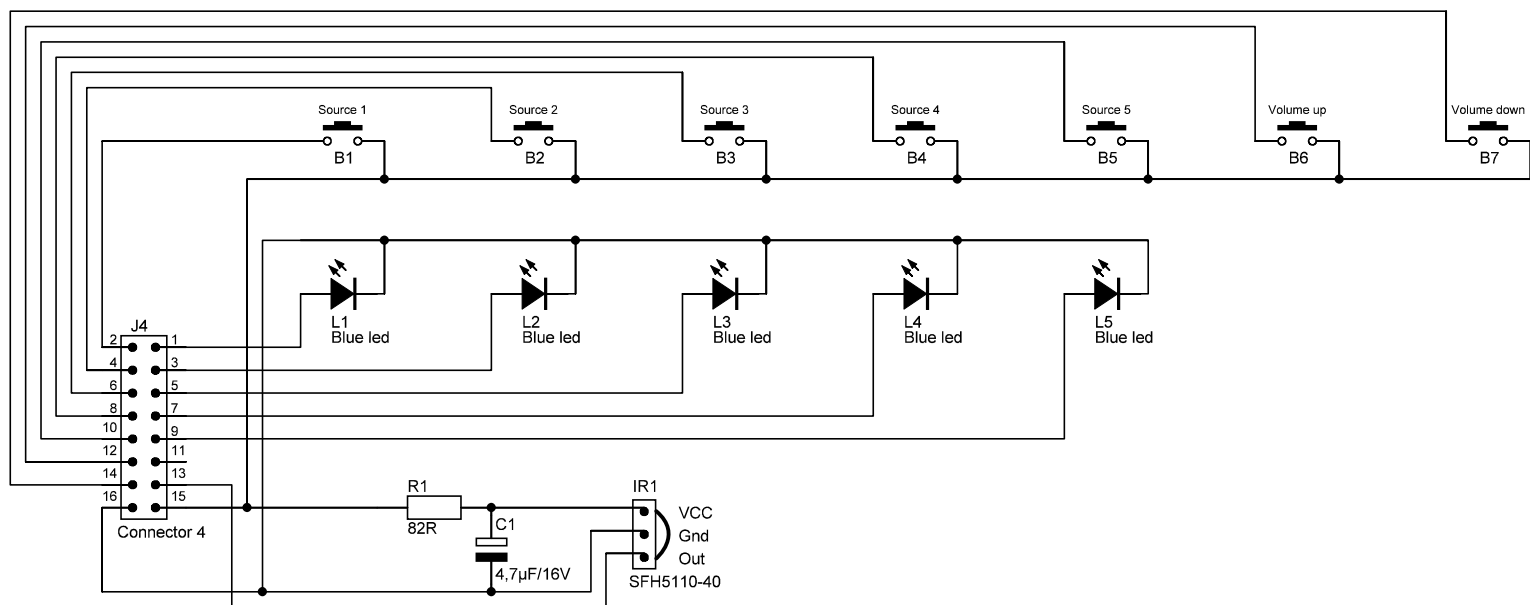 Source 1
Source 2
Source 3
Source 4
Source 5
Volume up
Volume down
B1
B2
B3
B4
B5
B6
B7
L1
Blue led
L2
Blue led
L3
Blue led
L4
Blue led
L5
Blue led
J4
2 1
4 3
6 5
8 7
10 9
12 11
14 13
16 15
Connector 4
R1
82R
C1
4,7µF/16V
IR1
VCC
Gnd
Out
SFH5110-40